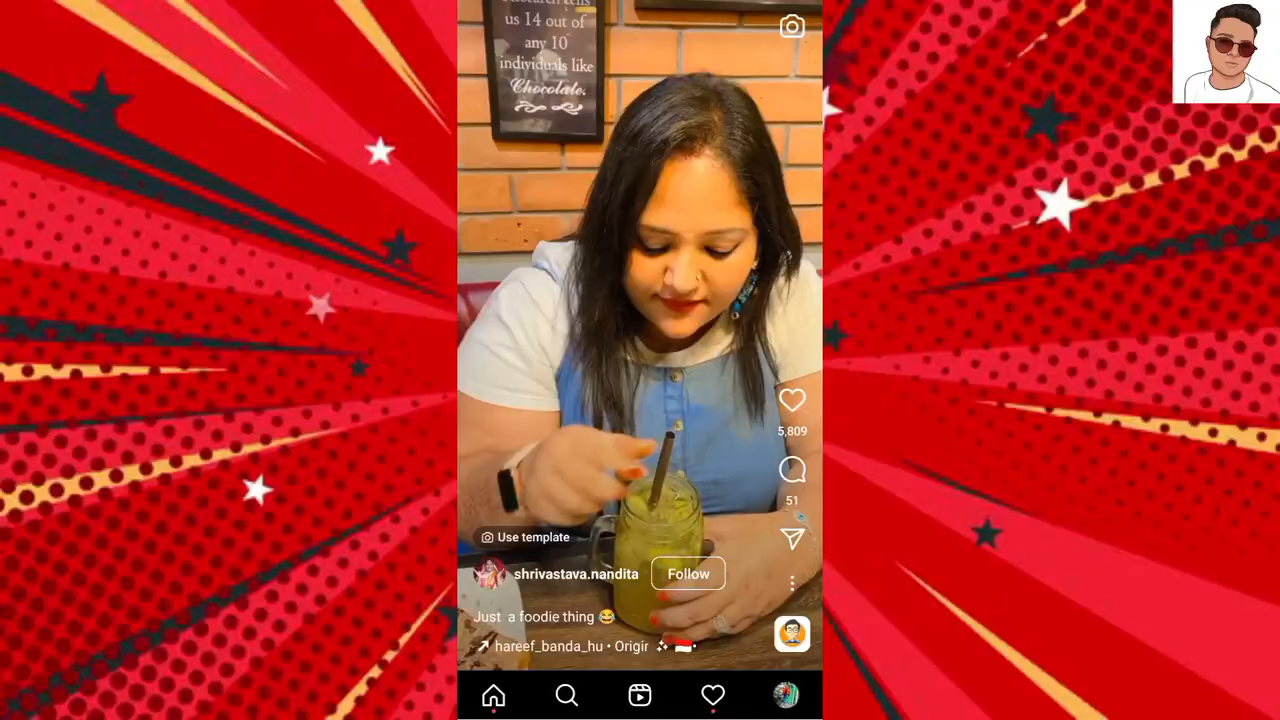 us 14 out of
any 10
individuals like
Chocolate.
5,809
51
Use template
shrivastava.nandita
Follow
Just a foodie thing 😂
hareef_banda_hu • Origir ✨ 🇮🇩•